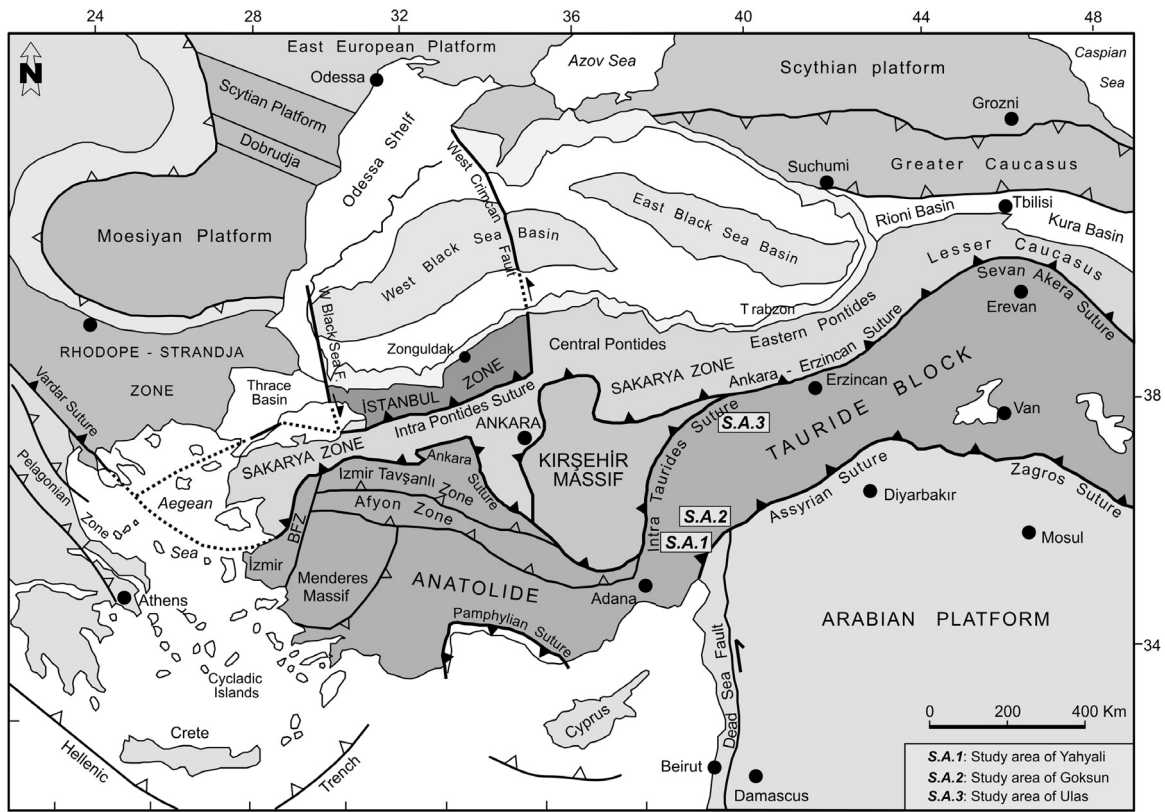 24 28 32 36 40 44 48
N
East European Platform
Odessa
Azov Sea
Scythian platform
Caspian
Sea
Grozni
Scytian Platform
Dobrudja
Odessa Shelf
West Crimcan
Fault
Suchumi
Greater Caucasus
Rioni Basin
Tbilisi
Kura Basin
Moesiyan Platform
West Black Sea Basin
East Black Sea
Basin
Lesser Caucasus
Sevan Akera Suture
Erevan
W Black Sea F.
Trabzon
Eastern Pontides
RHODOPE - STRANDJA
ZONE
Zonguldak
Central Pontides
Thrace
Basin
İSTANBUL
ZONE
SAKARYA ZONE
Ankara - Erzincan Suture
Erzincan
TAURIDE BLOCK
Van
38
Vardar Suture
Intra Pontides Suture
ANKARA
S.A.3
SAKARYA ZONE
Ankara
Suture
KIRŞEHİR
MASSIF
Intra Taurides Suture
Pelagonian
Zone
Aegean
Sea
Izmir Tavşanlı Zone
Afyon Zone
BFZ
S.A.2
S.A.1
Assyrian Suture
Diyarbakır
Zagros Suture
Mosul
İzmir
Menderes
Massif
ANATOLIDE
Adana
Athens
Pamphylian Suture
ARABIAN PLATFORM
34
Cycladic
Islands
Dead Sea Fault
Cyprus
Crete
Hellenic
Trench
Beirut
Damascus
0 200 400 Km
S.A.1: Study area of Yahyali
S.A.2: Study area of Goksun
S.A.3: Study area of Ulas